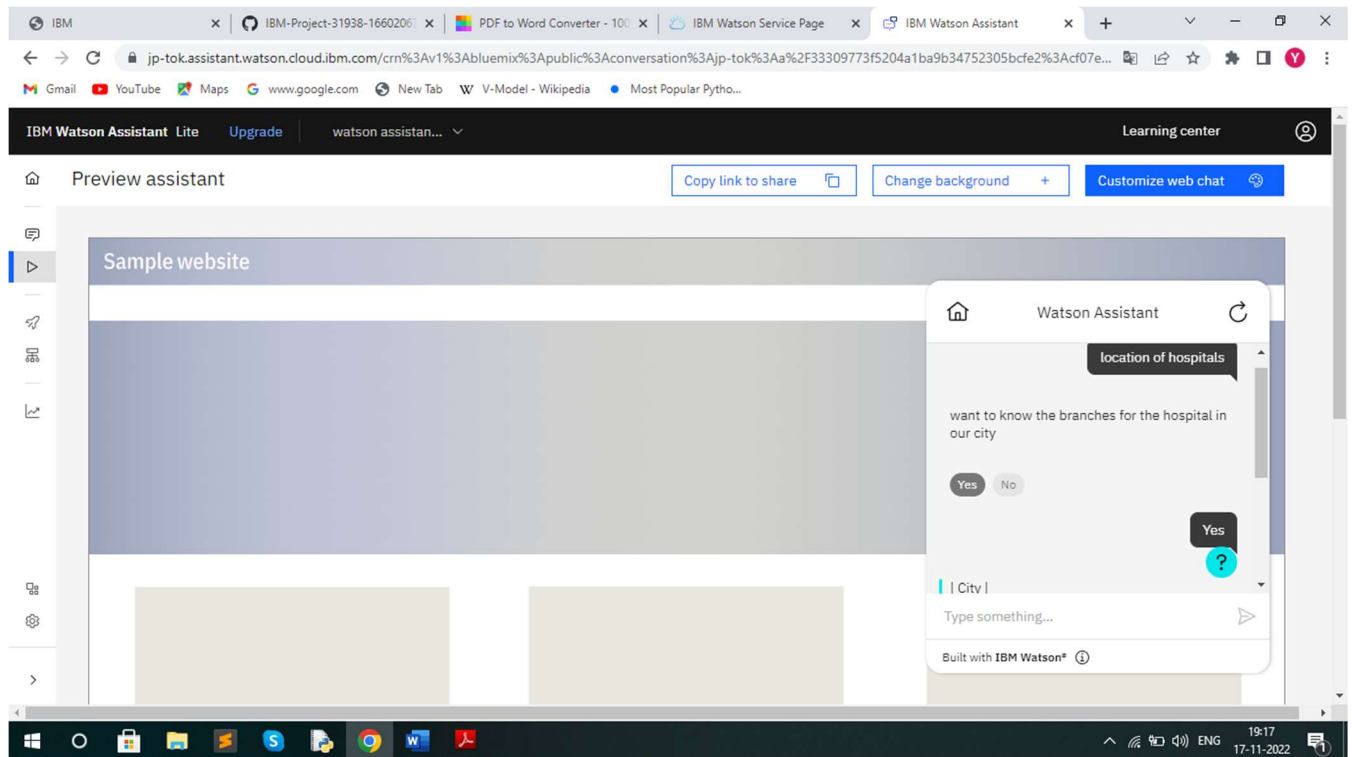 IBM
IBM-Project-31938-16602067
PDF to Word Converter - 100
IBM Watson Service Page
IBM Watson Assistant
jp-tok.assistant.watson.cloud.ibm.com/crn%3Av1%3Abluemix%3Apublic%3Aconversation%3Ajp-tok%3Aa%2F33309773f5204a1ba9b34752305bcfe2%3Acf07e...
Y
Gmail
YouTube
Maps
www.google.com
New Tab
W V-Model - Wikipedia
Most Popular Pytho...
IBM Watson Assistant Lite
Upgrade
watson assistan...
Learning center
Preview assistant
Copy link to share
Change background +
Customize web chat
Sample website
Watson Assistant
location of hospitals
want to know the branches for the hospital in
our city
Yes
No
Yes
?
| City |
Type something...
Built with IBM Watson®
ENG
19:17
17-11-2022
1